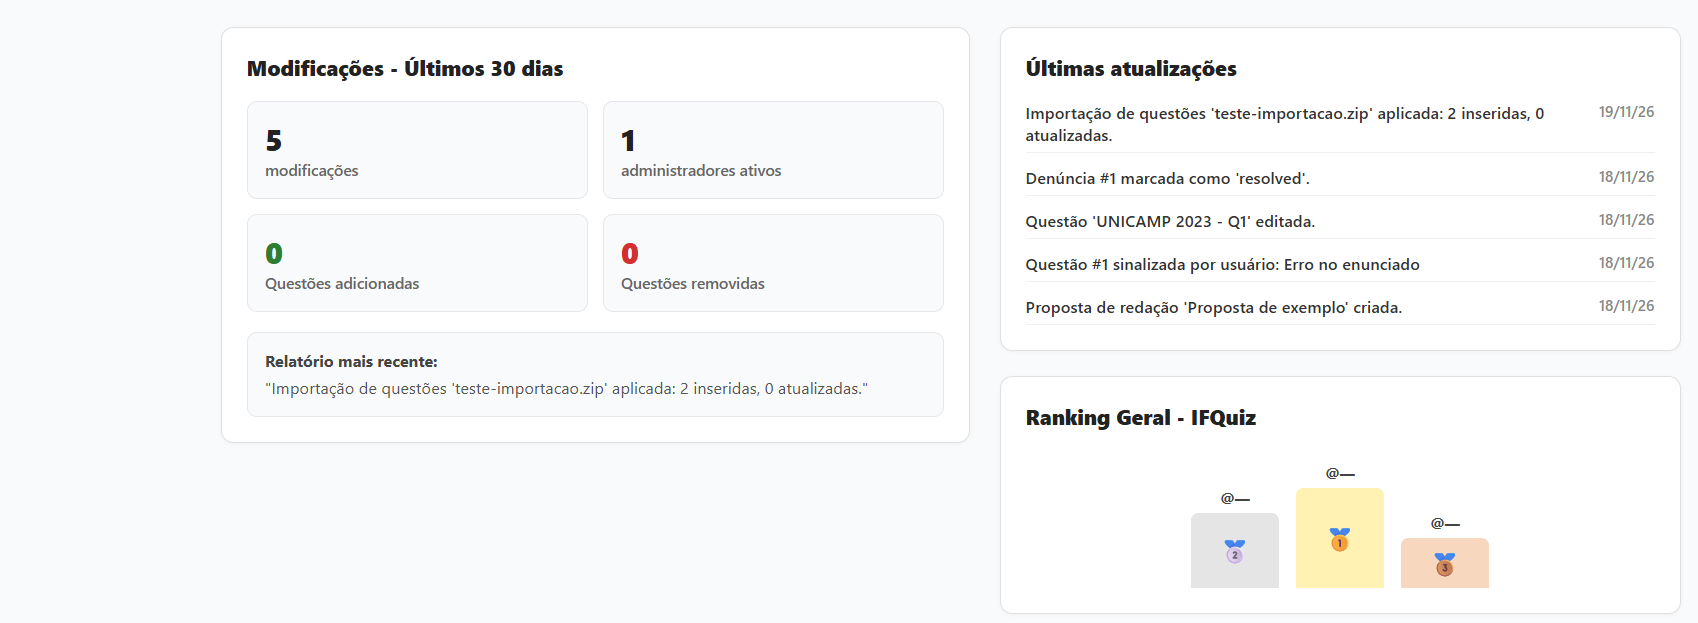 Modificações - Últimos 30 dias
5
modificações
1
administradores ativos
0
Questões adicionadas
0
Questões removidas
Relatório mais recente:
"Importação de questões 'teste-importacao.zip' aplicada: 2 inseridas, 0 atualizadas."
Últimas atualizações
Importação de questões 'teste-importacao.zip' aplicada: 2 inseridas, 0
atualizadas.
19/11/26
Denúncia #1 marcada como 'resolved'.
18/11/26
Questão 'UNICAMP 2023 - Q1' editada.
18/11/26
Questão #1 sinalizada por usuário: Erro no enunciado
18/11/26
Proposta de redação 'Proposta de exemplo' criada.
18/11/26
Ranking Geral - IFQuiz
@—
2
@—
1
@—
3